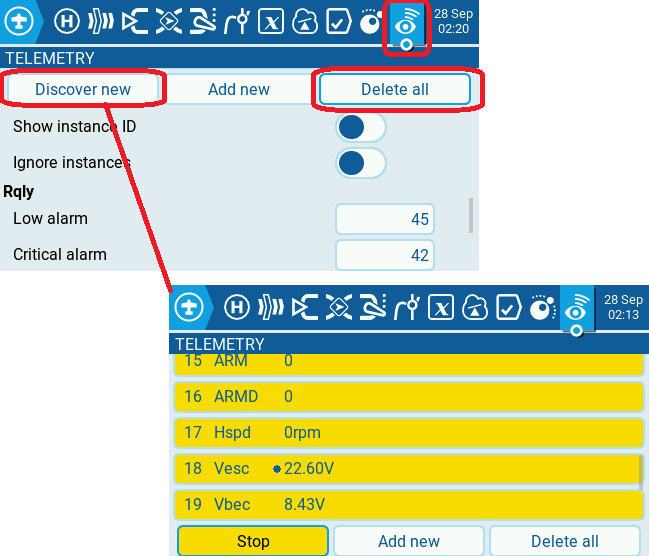 28 Sep
02:20
TELEMETRY
Discover new Add new Delete all
Show instance ID
Ignore instances
Rqly
Low alarm 45
Critical alarm 42
28 Sep
02:13
TELEMETRY
15 ARM 0
16 ARMD 0
17 Hspd 0rpm
18 Vesc 22.60V
19 Vbec 8.43V
Stop Add new Delete all